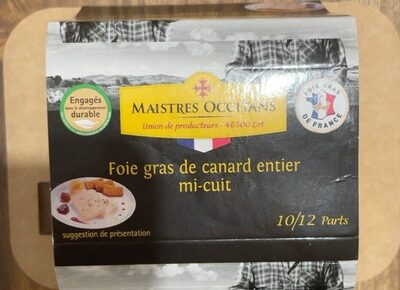 Engagés
dans le développement
durable
MAISTRES OCCITANS
Union de producteurs - 46500 Lot
FOIE GRAS
DE FRANCE
Foie gras de canard entier
mi-cuit
10/12 Parts
suggestion de présentation